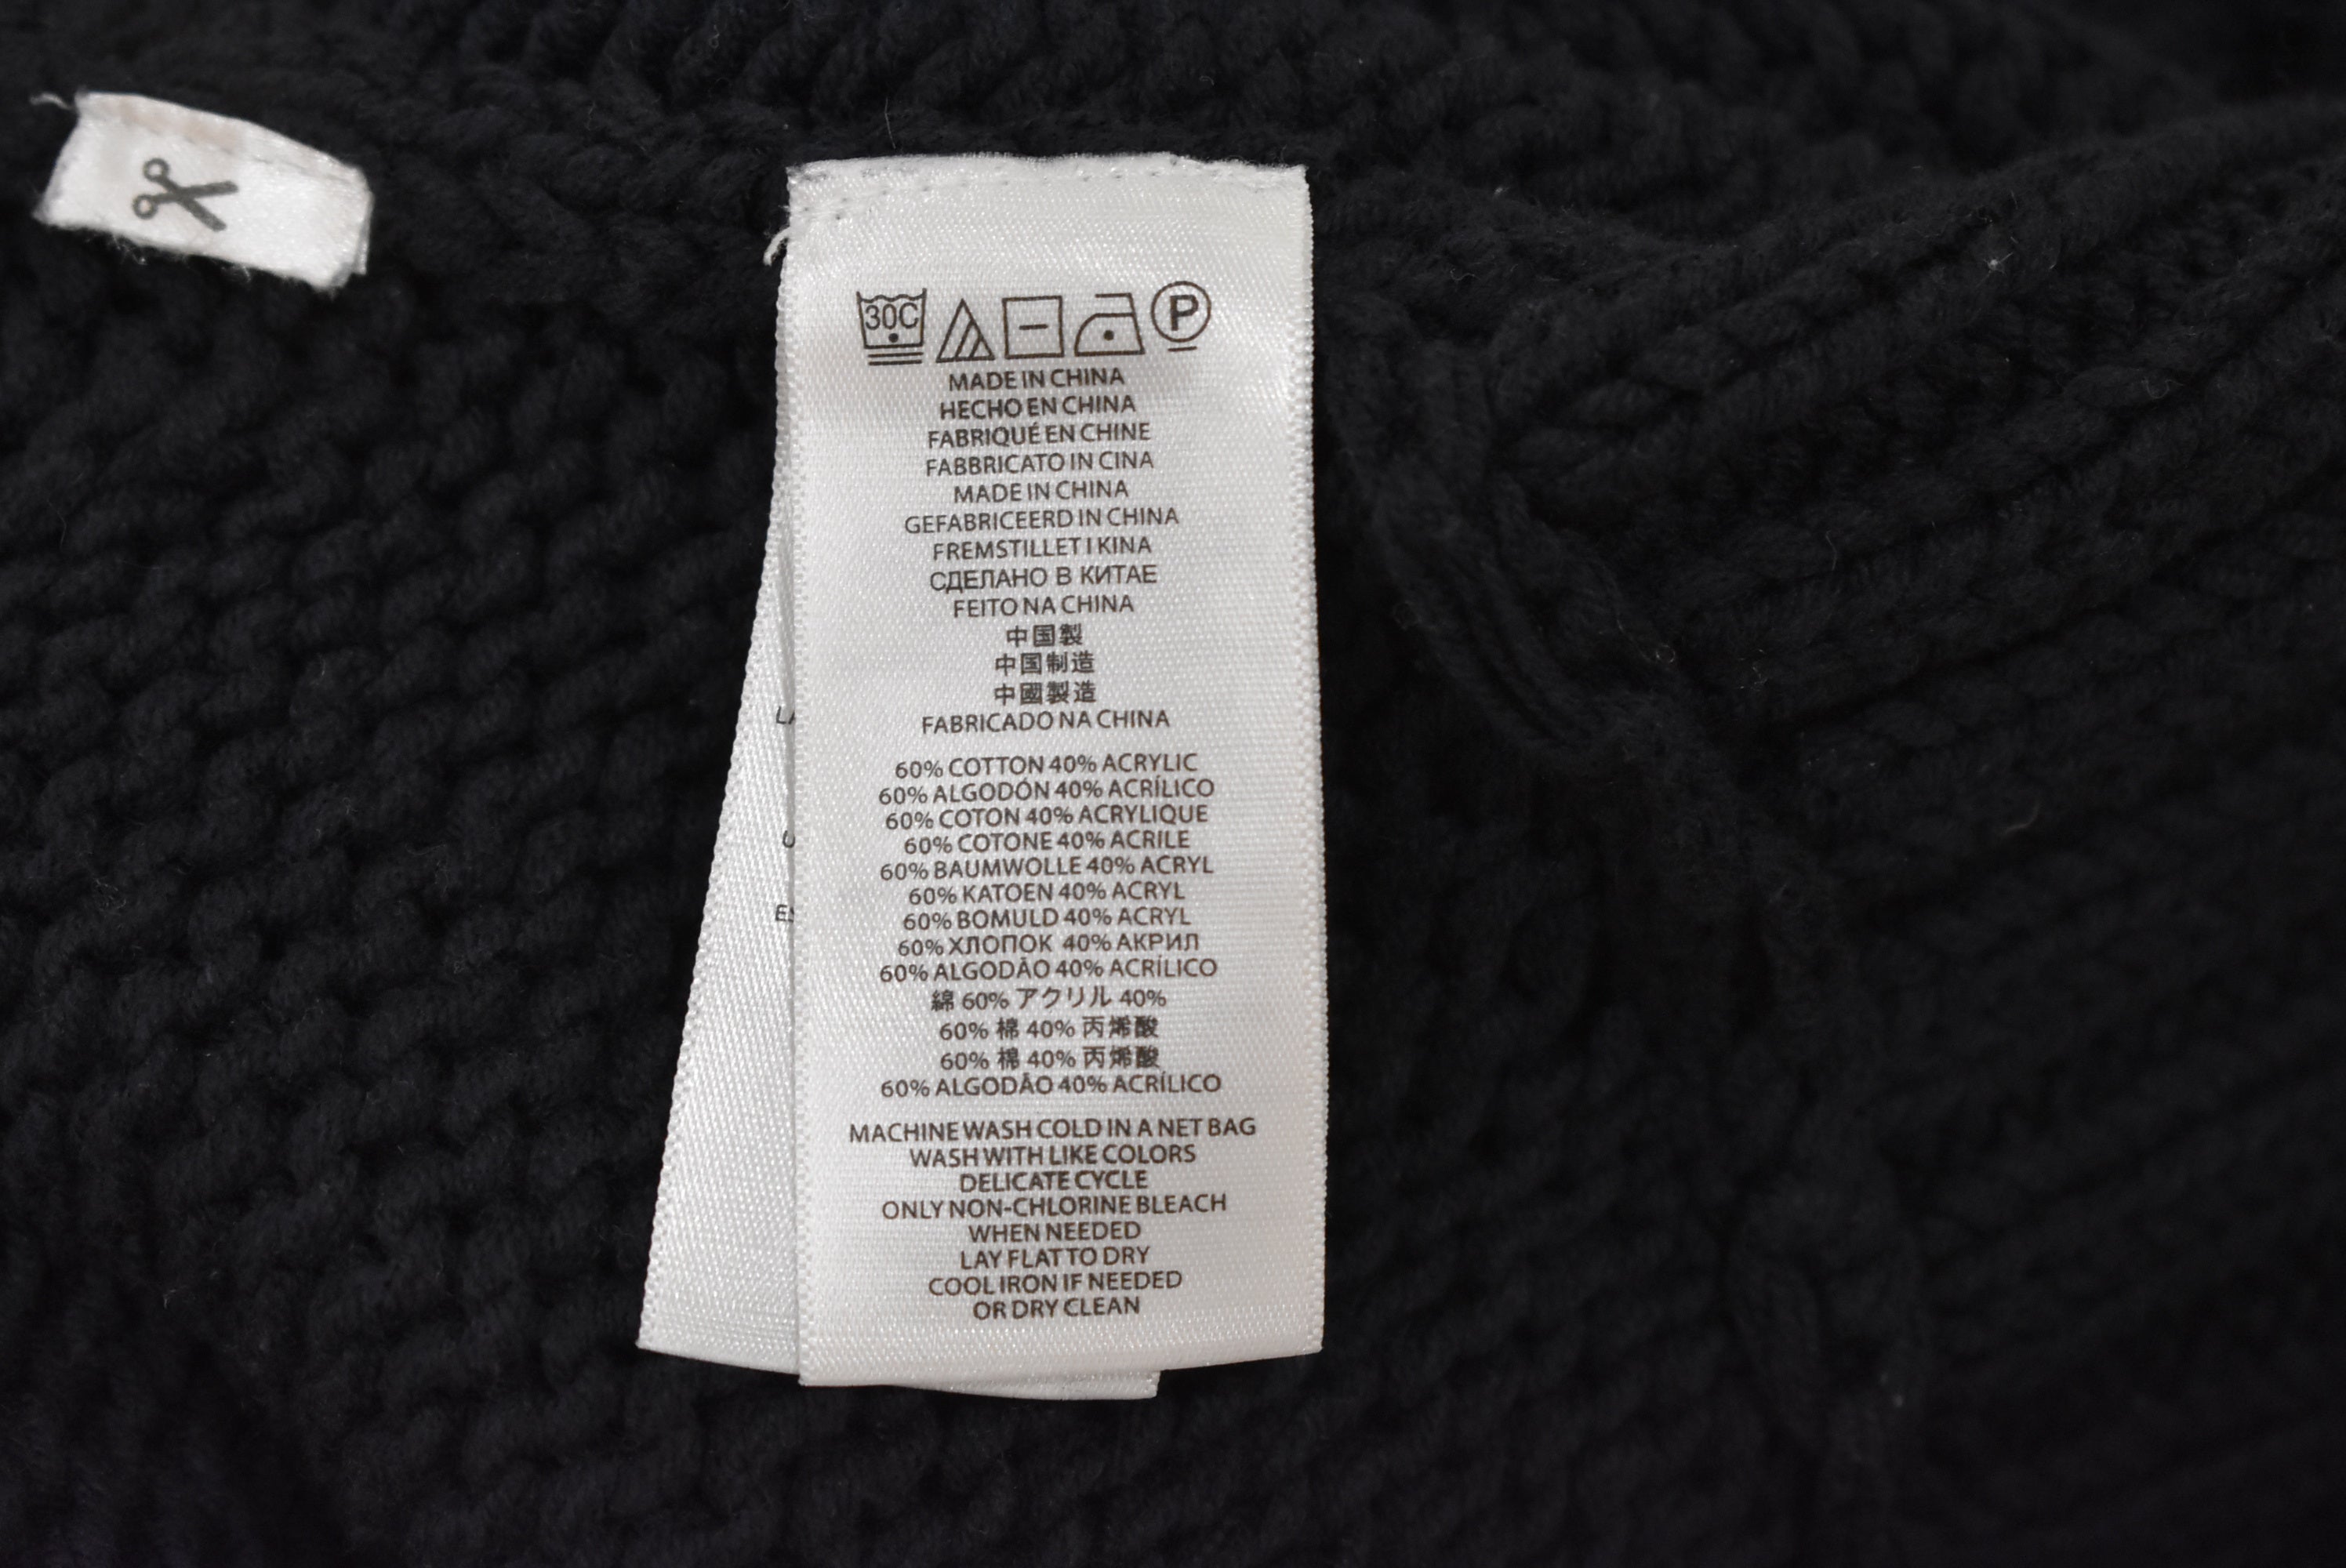 30C P
MADE IN CHINA
HECHO EN CHINA
FABRIQUÉ EN CHINE
FABBRICATO IN CINA
MADE IN CHINA
GEFABRICEERD IN CHINA
FREMSTILLET I KINA
СДЕЛАНО В КИТАЕ
FEITO NA CHINA
中国製
中国制造
中國製造
FABRICADO NA CHINA
60% COTTON 40% ACRYLIC
60% ALGODÓN 40% ACRÍLICO
60% COTON 40% ACRYLIQUE
60% COTONE 40% ACRILE
60% BAUMWOLLE 40% ACRYL
60% KATOEN 40% ACRYL
60% BOMULD 40% ACRYL
60% ХЛОПОК 40% АКРИЛ
60% ALGODÃO 40% ACRÍLICO
綿 60% アクリル 40%
60% 棉 40% 丙烯酸
60% 棉 40% 丙烯酸
60% ALGODÃO 40% ACRÍLICO
MACHINE WASH COLD IN A NET BAG
WASH WITH LIKE COLORS
DELICATE CYCLE
ONLY NON-CHLORINE BLEACH
WHEN NEEDED
LAY FLAT TO DRY
COOL IRON IF NEEDED
OR DRY CLEAN